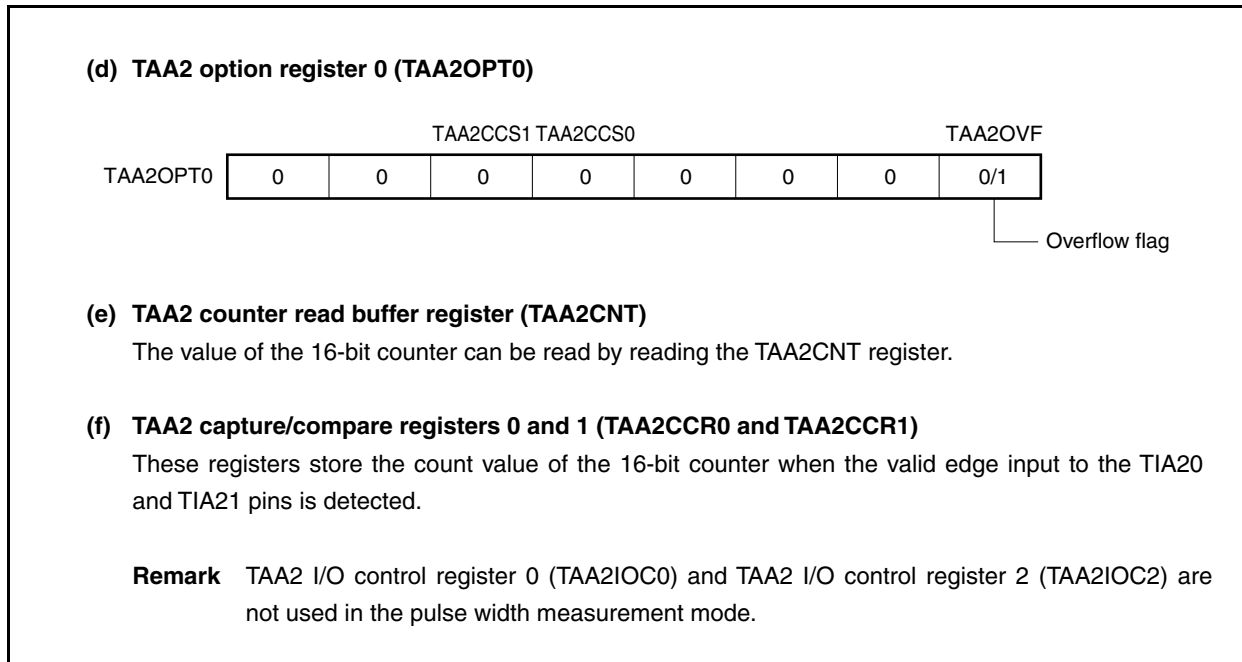 (d) TAA2 option register 0 (TAA2OPT0)
TAA2CCS1 TAA2CCS0 TAA2OVF
TAA2OPT0 0 0 0 0 0 0 0 0/1
Overflow flag
(e) TAA2 counter read buffer register (TAA2CNT)
The value of the 16-bit counter can be read by reading the TAA2CNT register.
(f) TAA2 capture/compare registers 0 and 1 (TAA2CCR0 and TAA2CCR1)
These registers store the count value of the 16-bit counter when the valid edge input to the TIA20
and TIA21 pins is detected.
Remark TAA2 I/O control register 0 (TAA2IOC0) and TAA2 I/O control register 2 (TAA2IOC2) are
not used in the pulse width measurement mode.